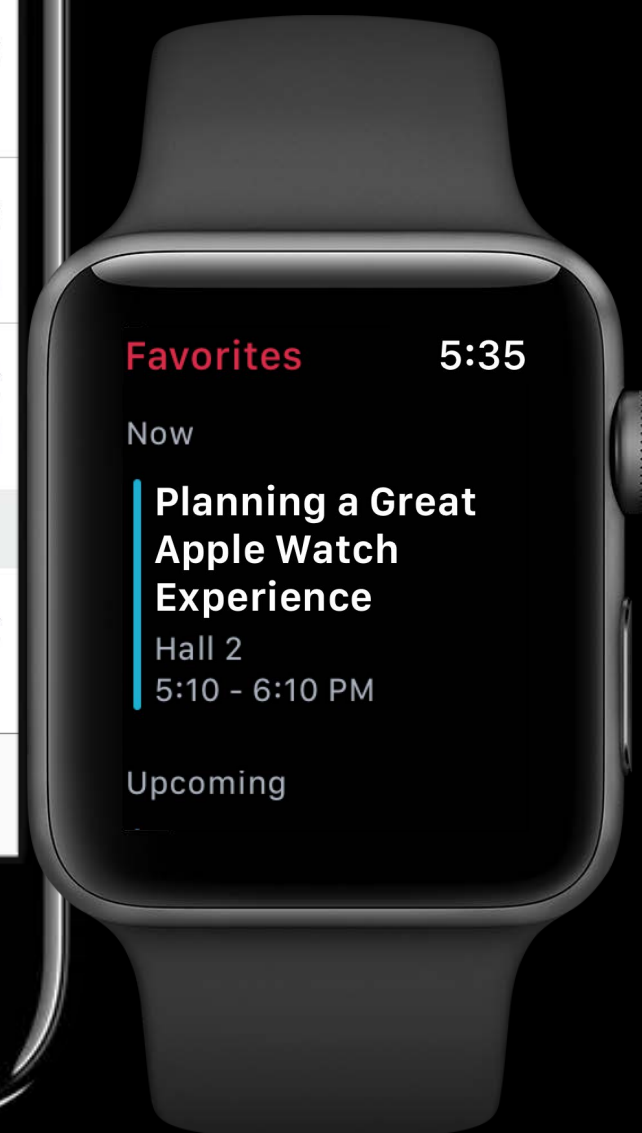 Favorites
5:35
Now
Planning a Great
Apple Watch
Experience
Hall 2
5:10 - 6:10 PM
Upcoming